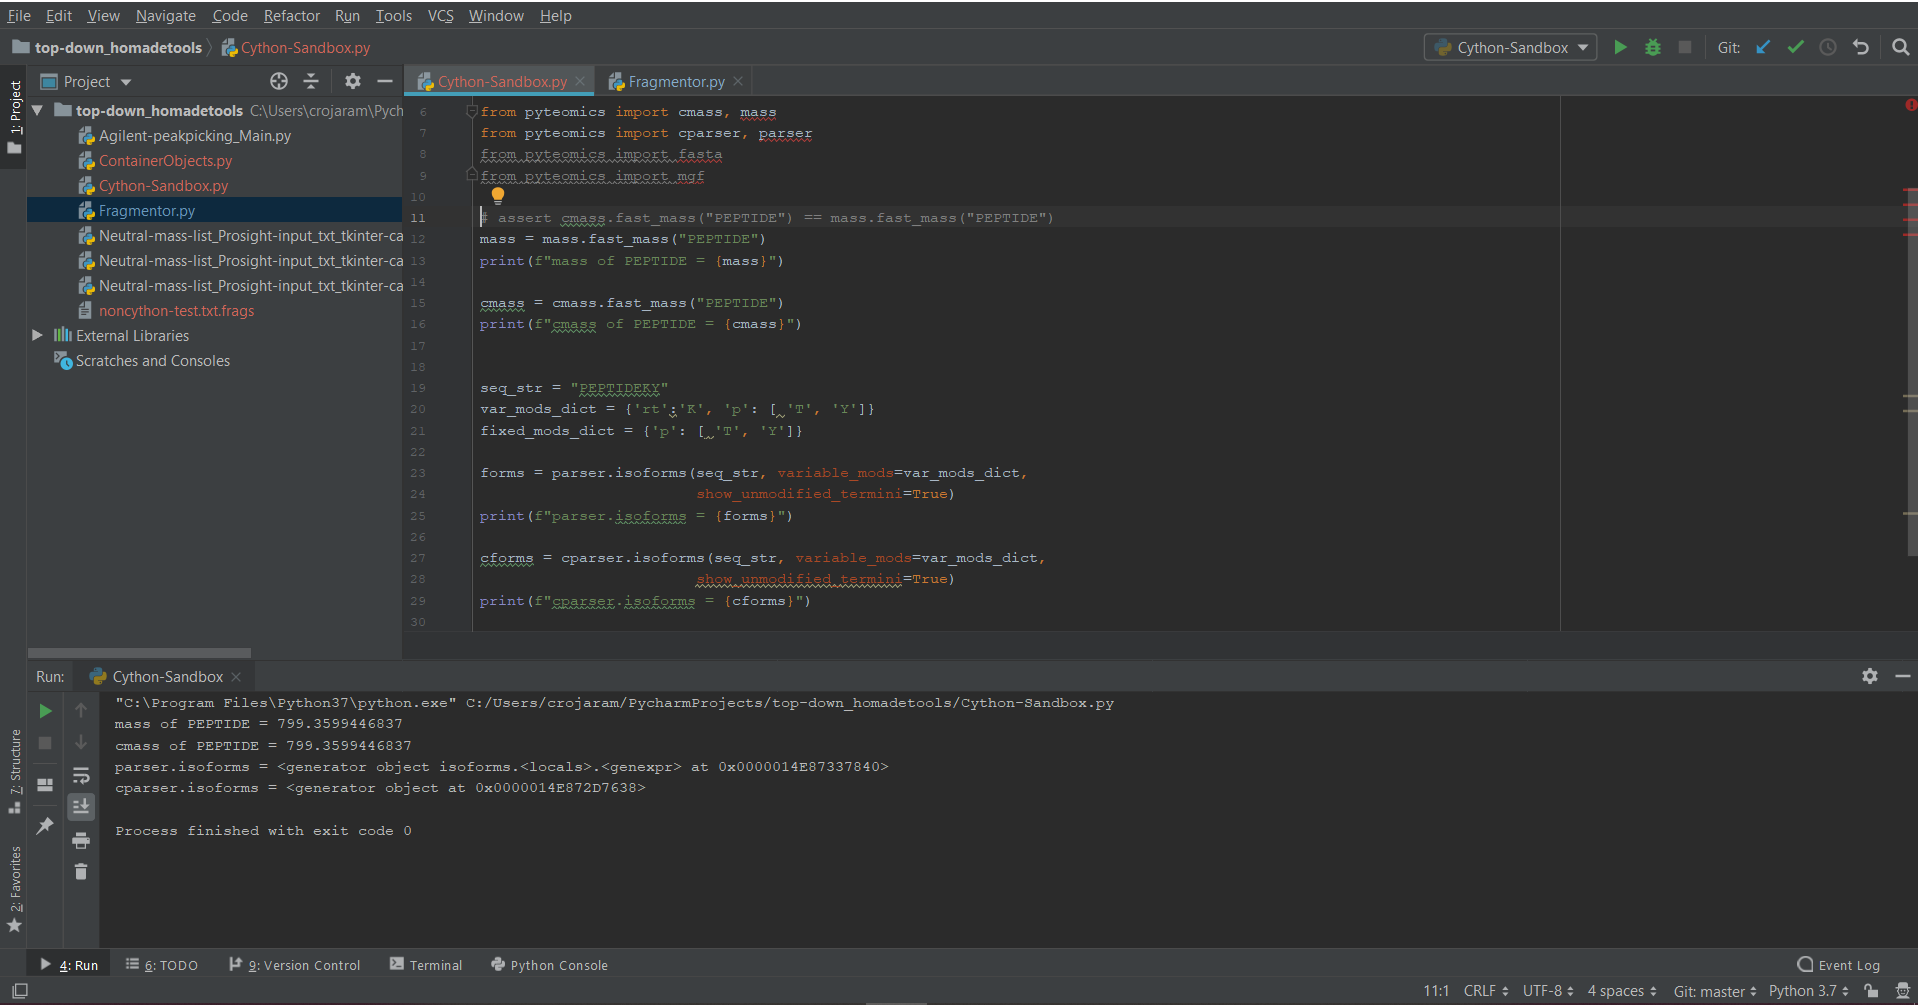 File Edit View Navigate Code Refactor Run Tools VCS Window Help
top-down_homadetools Cython-Sandbox.py
Cython-Sandbox Git:
Project
1: Project
top-down_homadetools C:\Users\crojaram\Pych
Agilent-peakpicking_Main.py
ContainerObjects.py
Cython-Sandbox.py
Fragmentor.py
Neutral-mass-list_Prosight-input_txt_tkinter-ca
Neutral-mass-list_Prosight-input_txt_tkinter-ca
Neutral-mass-list_Prosight-input_txt_tkinter-ca
noncython-test.txt.frags
External Libraries
Scratches and Consoles
Cython-Sandbox.py Fragmentor.py
6 from pyteomics import cmass, mass
7 from pyteomics import cparser, parser
8 from pyteomics import fasta
9 from pyteomics import mgf
10
11 # assert cmass.fast_mass("PEPTIDE") == mass.fast_mass("PEPTIDE")
12 mass = mass.fast_mass("PEPTIDE")
13 print(f"mass of PEPTIDE = {mass}")
14
15 cmass = cmass.fast_mass("PEPTIDE")
16 print(f"cmass of PEPTIDE = {cmass}")
17
18
19 seq_str = "PEPTIDEKY"
20 var_mods_dict = {'rt':'K', 'p': [ 'T', 'Y']}
21 fixed_mods_dict = {'p': [ 'T', 'Y']}
22
23 forms = parser.isoforms(seq_str, variable_mods=var_mods_dict,
24 show_unmodified_termini=True)
25 print(f"parser.isoforms = {forms}")
26
27 cforms = cparser.isoforms(seq_str, variable_mods=var_mods_dict,
28 show_unmodified_termini=True)
29 print(f"cparser.isoforms = {cforms}")
30
Run: Cython-Sandbox
"C:\Program Files\Python37\python.exe" C:/Users/crojaram/PycharmProjects/top-down_homadetools/Cython-Sandbox.py
mass of PEPTIDE = 799.3599446837
cmass of PEPTIDE = 799.3599446837
parser.isoforms = <generator object isoforms.<locals>.<genexpr> at 0x0000014E87337840>
cparser.isoforms = <generator object at 0x0000014E872D7638>
Process finished with exit code 0
7: Structure
2: Favorites
4: Run 6: TODO 9: Version Control Terminal Python Console Event Log
11:1 CRLF UTF-8 4 spaces Git: master Python 3.7